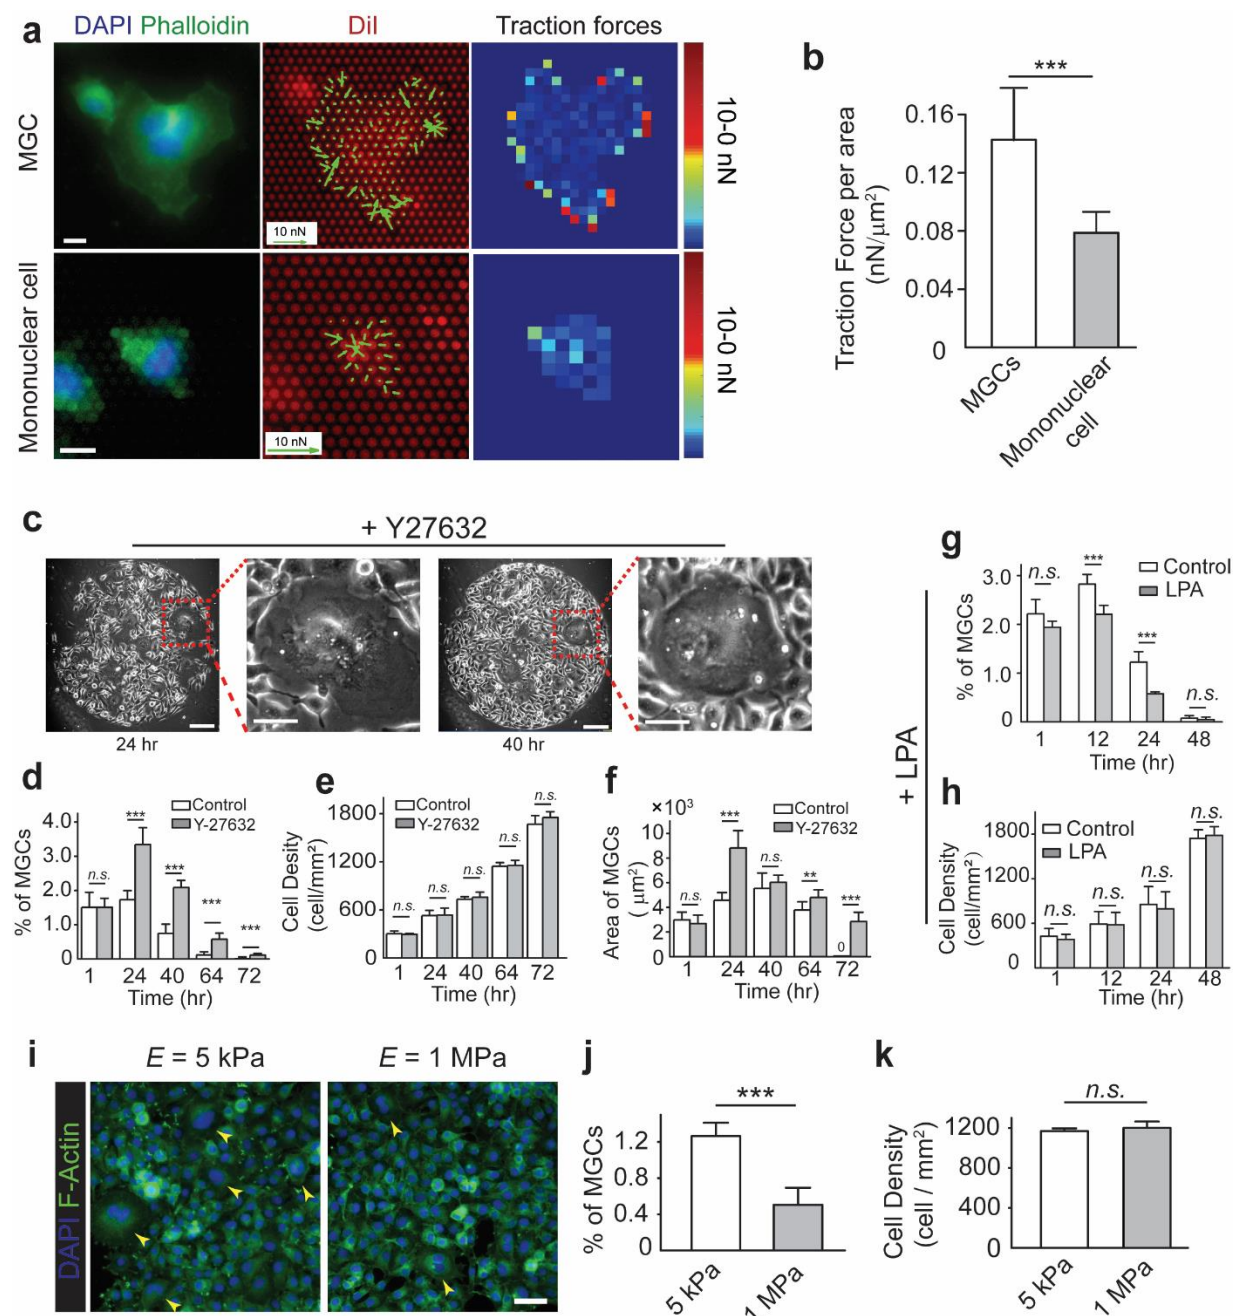 a
DAPI Phalloidin
DiI
Traction forces
MGC
10 nN
10-0 nN
Mononuclear cell
10 nN
10-0 nN
b
***
Traction Force per area
(nN/μm²)
0.16
0.12
0.08
0.04
0
MGCs
Mononuclear
cell
c
+ Y27632
24 hr
40 hr
d
Control
Y-27632
% of MGCs
4.0
3.0
2.0
1.0
0
n.s.
***
***
***
***
1 24 40 64 72
Time (hr)
e
Control
Y-27632
Cell Desity
(cell/mm²)
1800
1200
600
0
n.s.
n.s.
n.s.
n.s.
n.s.
1 24 40 64 72
Time (hr)
f
× 10³
Control
Y-27632
Area of MGCs
( μm²)
10
8
6
4
2
0
n.s.
***
n.s.
**
***
0
1 24 40 64 72
Time (hr)
+ LPA
g
Control
LPA
% of MGCs
3.0
2.0
1.0
0
n.s.
***
***
n.s.
1 12 24 48
Time (hr)
h
Control
LPA
Cell Density
(cell/mm²)
1800
1200
600
0
n.s.
n.s.
n.s.
n.s.
1 12 24 48
Time (hr)
i
E = 5 kPa
E = 1 MPa
DAPI F-Actin
j
***
% of MGCs
1.2
0.8
0.4
0
5 kPa
1 MPa
k
n.s.
Cell Density
(cell / mm²)
1200
800
400
0
5 kPa
1 MPa